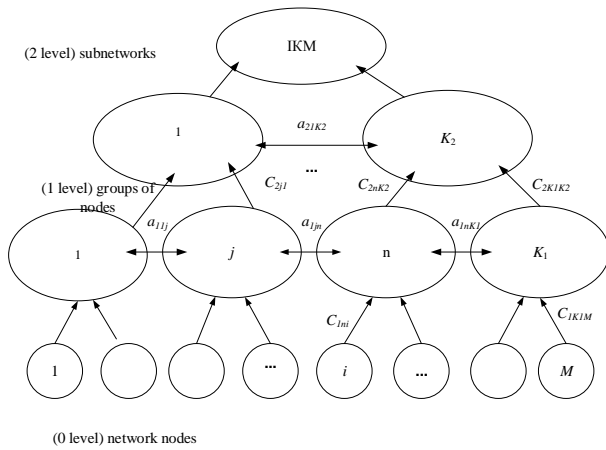 IKM
(2 level) subnetworks
1
a21K2
K2
...
(1 level) groups of
nodes
C2j1
C2nK2
C2K1K2
a11j
a1jn
a1nK1
1
j
n
K1
C1ni
C1K1M
1
...
i
...
M
(0 level) network nodes